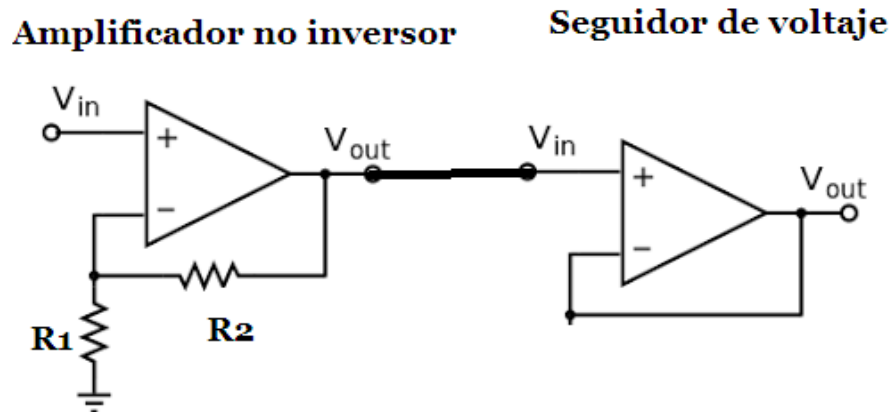 Amplificador no inversor
Seguidor de voltaje
Vin
+
−
Vout
R1
R2
Vin
+
−
Vout